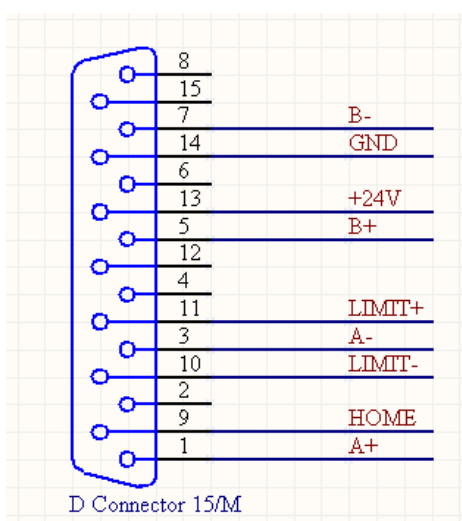 8
15
7 B-
14 GND
6
13 +24V
5 B+
12
4
11 LIMIT+
3 A-
10 LIMIT-
2
9 HOME
1 A+
D Connector 15/M